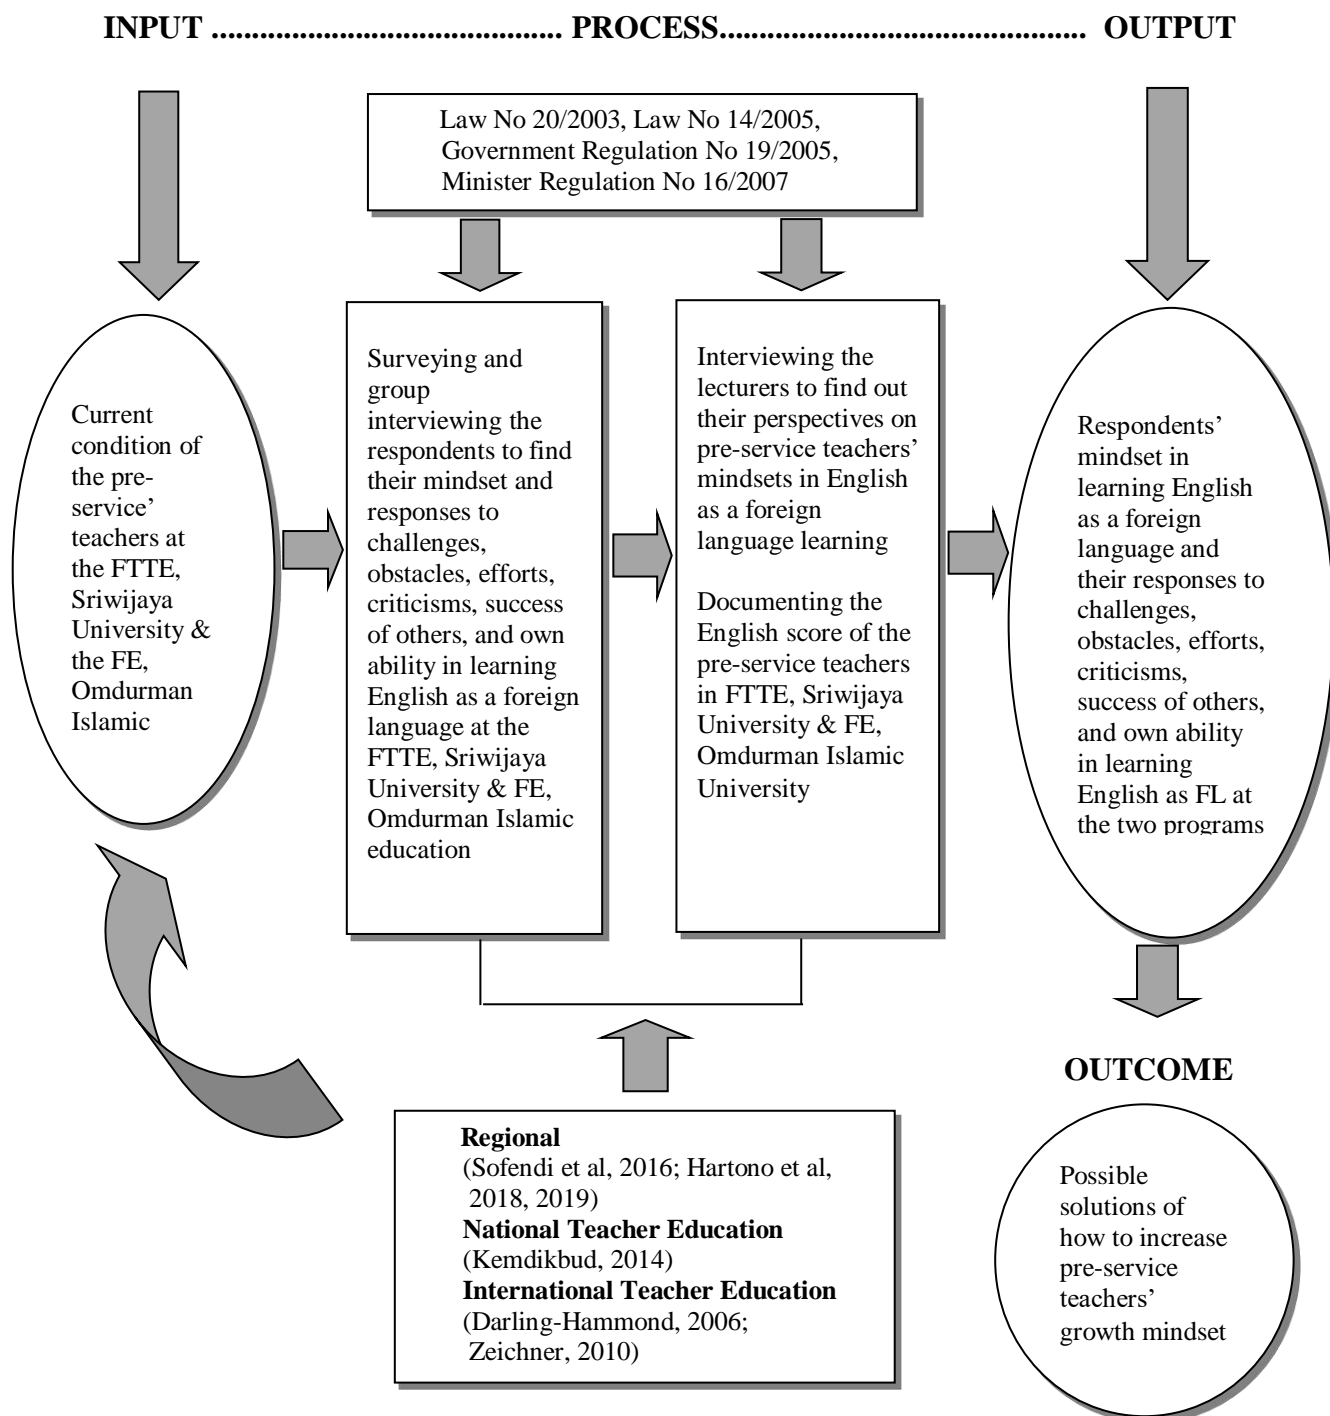 INPUT ............................................ PROCESS.............................................. OUTPUT
Law No 20/2003, Law No 14/2005,
Government Regulation No 19/2005,
Minister Regulation No 16/2007
Current
condition of
the pre-
service’
teachers at
the FTTE,
Sriwijaya
University &
the FE,
Omdurman
Islamic
Surveying and
group
interviewing the
respondents to find
their mindset and
responses to
challenges,
obstacles, efforts,
criticisms, success
of others, and own
ability in learning
English as a foreign
language at the
FTTE, Sriwijaya
University & FE,
Omdurman Islamic
education
Interviewing the
lecturers to find out
their perspectives on
pre-service teachers’
mindsets in English
as a foreign
language learning
Documenting the
English score of the
pre-service teachers
in FTTE, Sriwijaya
University & FE,
Omdurman Islamic
University
Respondents’
mindset in
learning English
as a foreign
language and
their responses to
challenges,
obstacles, efforts,
criticisms,
success of others,
and own ability
in learning
English as FL at
the two programs
OUTCOME
Possible
solutions of
how to increase
pre-service
teachers’
growth mindset
Regional
(Sofendi et al, 2016; Hartono et al,
2018, 2019)
National Teacher Education
(Kemdikbud, 2014)
International Teacher Education
(Darling-Hammond, 2006;
Zeichner, 2010)